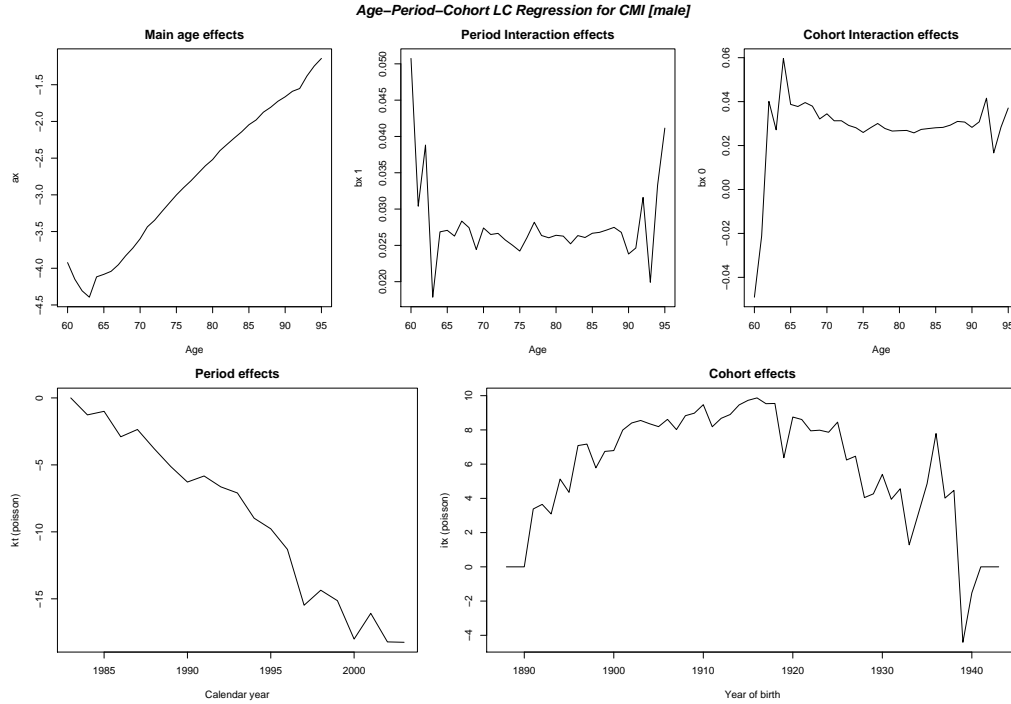 Age–Period–Cohort LC Regression for CMI [male]
Main age effects
ax
−1.5
−2.0
−2.5
−3.0
−3.5
−4.0
−4.5
60 65 70 75 80 85 90 95
Age
Period Interaction effects
bx 1
0.050
0.045
0.040
0.035
0.030
0.025
0.020
60 65 70 75 80 85 90 95
Age
Cohort Interaction effects
bx 0
0.06
0.04
0.02
0.00
−0.04
60 65 70 75 80 85 90 95
Age
Period effects
kt (poisson)
0
−5
−10
−15
1985 1990 1995 2000
Calendar year
Cohort effects
itx (poisson)
10
8
6
4
2
0
−2
−4
1890 1900 1910 1920 1930 1940
Year of birth